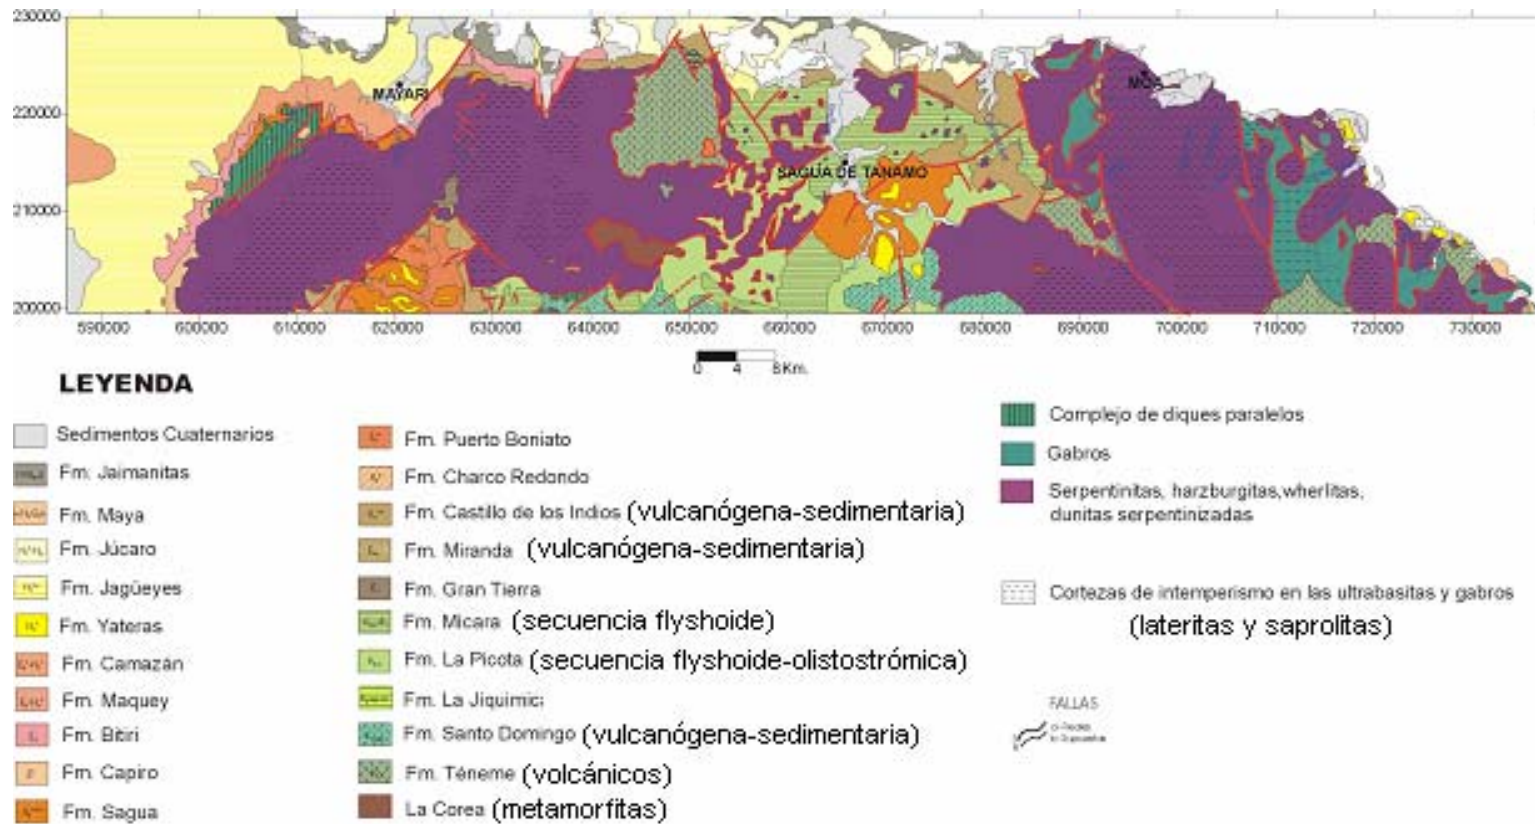 230000
220000
210000
200000
MAYARI
SAGUA DE TANAMO
MOA
590000 600000 610000 620000 630000 640000 650000 660000 670000 680000 690000 700000 710000 720000 730000
0 4 8Km.
LEYENDA
Sedimentos Cuaternarios
Fm. Jaimanitas
Fm. Maya
Fm. Júcaro
Fm. Jagüeyes
Fm. Yateras
Fm. Camazán
Fm. Maquey
Fm. Bitiri
Fm. Capiro
Fm. Sagua
Fm. Puerto Boniato
Fm. Charco Redondo
Fm. Castillo de los Indios (vulcanógena-sedimentaria)
Fm. Miranda (vulcanógena-sedimentaria)
Fm. Gran Tierra
Fm. Micara (secuencia flyshoide)
Fm. La Picota (secuencia flyshoide-olistostrómica)
Fm. La Jiquimic
Fm. Santo Domingo (vulcanógena-sedimentaria)
Fm. Téneme (volcánicos)
La Corea (metamorfitas)
Complejo de diques paralelos
Gabros
Serpentinitas, harzburgitas,wherlitas,
dunitas serpentinizadas
Cortezas de intemperismo en las ultrabasitas y gabros
(lateritas y saprolitas)
FALLAS